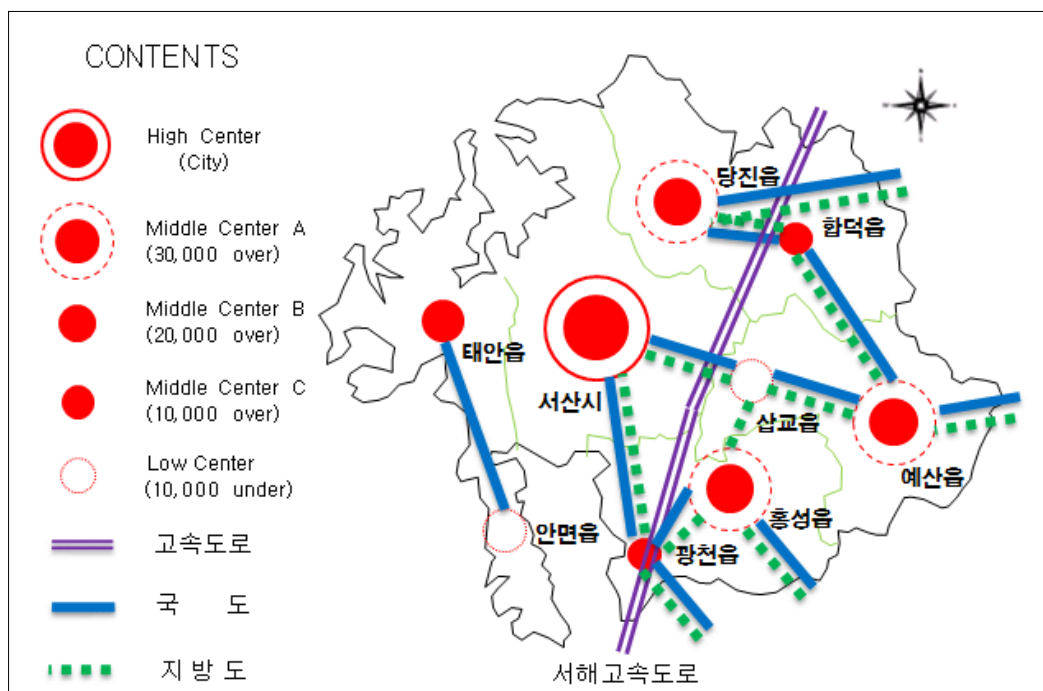 CONTENTS
High Center
(City)
Middle Center A
(30,000 over)
Middle Center B
(20,000 over)
Middle Center C
(10,000 over)
Low Center
(10,000 under)
고속도로
국 도
지방도
당진읍
합덕읍
태안읍
서산시
삽교읍
예산읍
홍성읍
안면읍
광천읍
서해고속도로